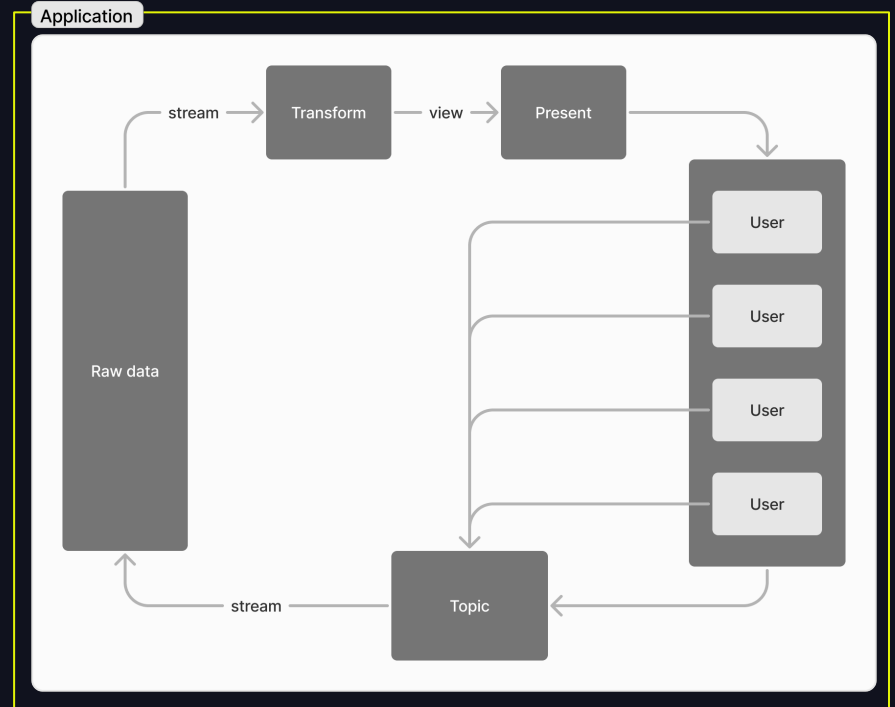 Application
stream
Transform
view
Present
User
User
Raw data
User
User
stream
Topic